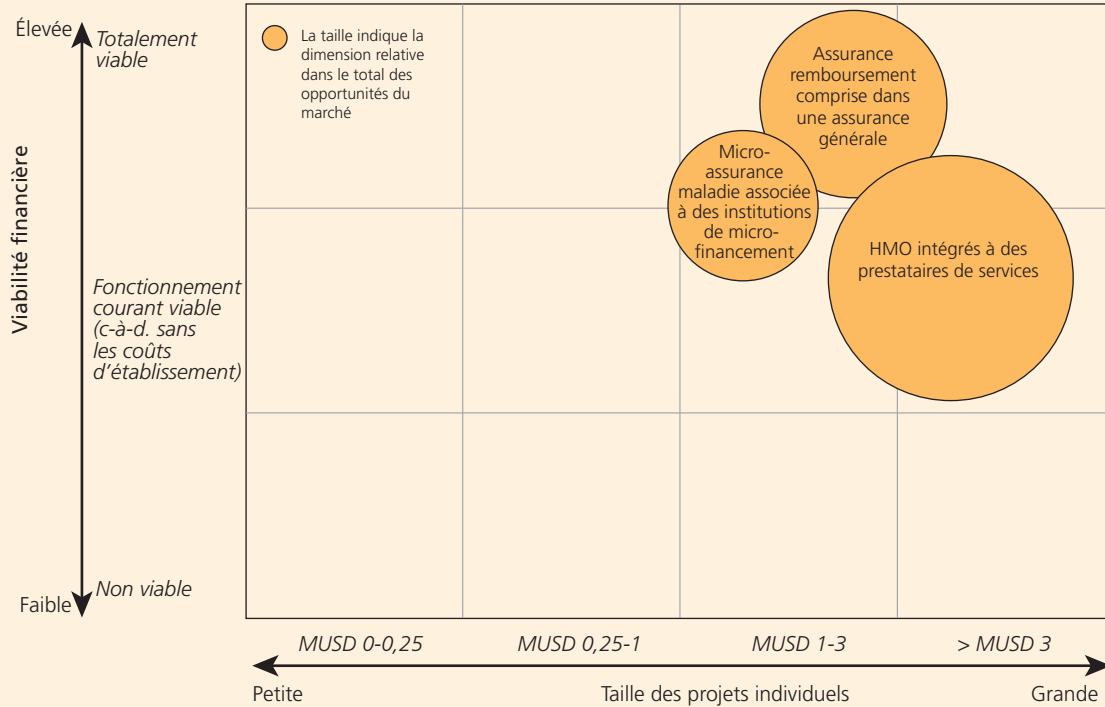 Élevée
Totalement
viable
Viabilité financière
Fonctionnement
courant viable
(c-à-d. sans
les coûts
d’établissement)
Non viable
Faible
La taille indique la
dimension relative
dans le total des
opportunités du
marché
Assurance
remboursement
comprise dans
une assurance
générale
Micro-
assurance
maladie associée
à des institutions
de micro-
financement
HMO intégrés à des
prestataires de services
MUSD 0-0,25
MUSD 0,25-1
MUSD 1-3
> MUSD 3
Petite
Taille des projets individuels
Grande